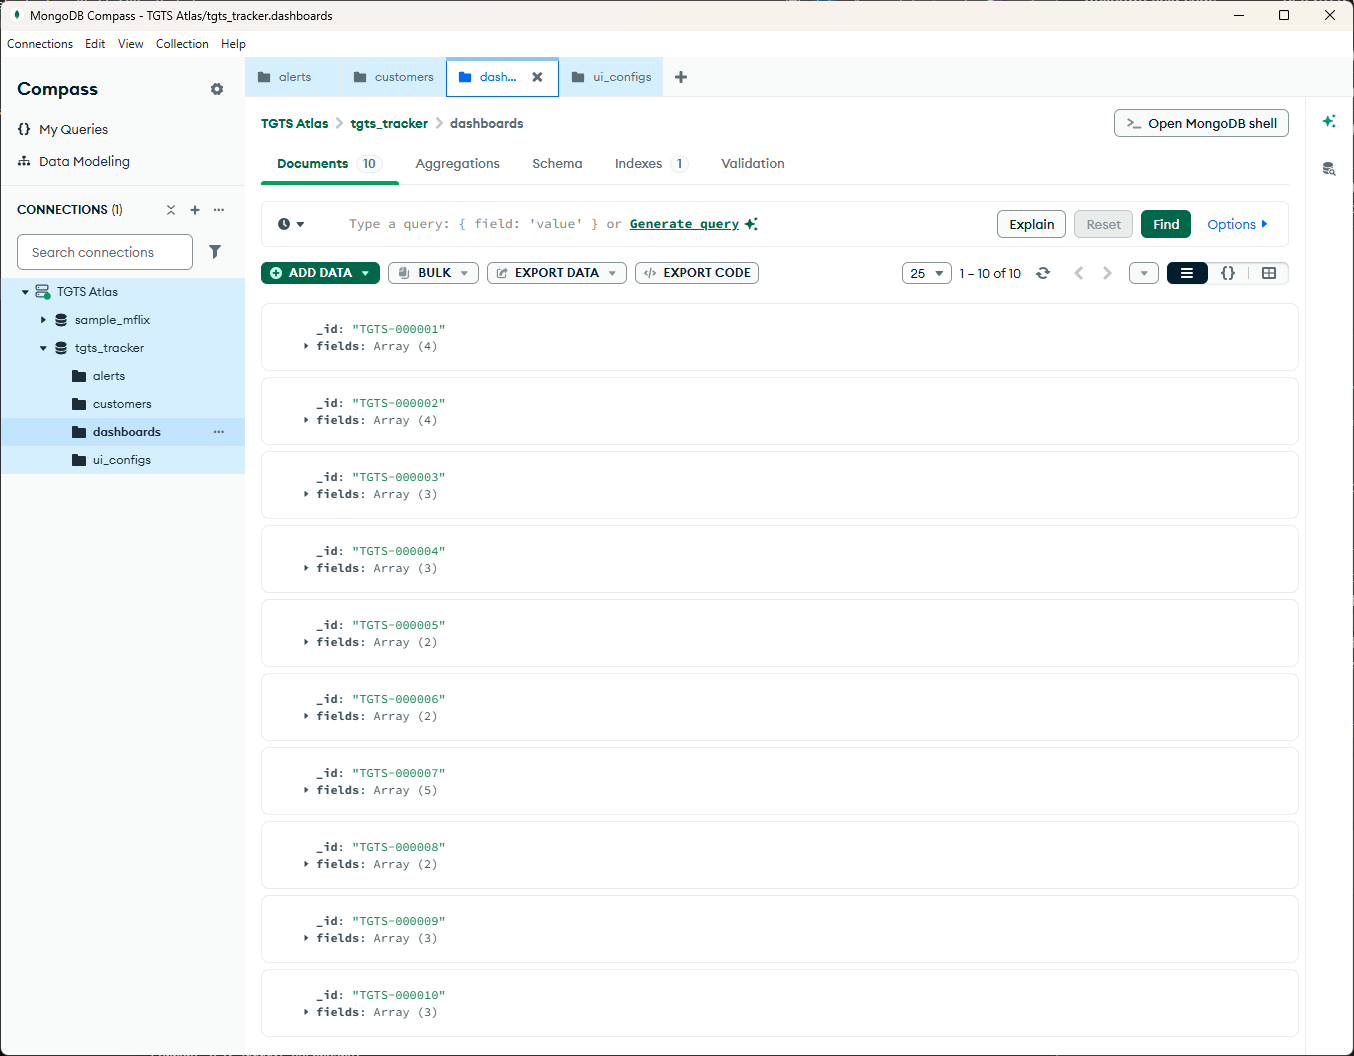 MongoDB Compass - TGTS Atlas/tgts_tracker.dashboards
Connections Edit View Collection Help
Compass
My Queries
Data Modeling
CONNECTIONS (1)
Search connections
TGTS Atlas
sample_mflix
tgts_tracker
alerts
customers
dashboards
ui_configs
alerts customers dash... ui_configs
TGTS Atlas tgts_tracker dashboards
Open MongoDB shell
Documents 10 Aggregations Schema Indexes 1 Validation
Type a query: { field: 'value' } or Generate query
Explain Reset Find Options
ADD DATA BULK EXPORT DATA EXPORT CODE 25 1 – 10 of 10
_id: "TGTS-000001"
fields: Array (4)
_id: "TGTS-000002"
fields: Array (4)
_id: "TGTS-000003"
fields: Array (3)
_id: "TGTS-000004"
fields: Array (3)
_id: "TGTS-000005"
fields: Array (2)
_id: "TGTS-000006"
fields: Array (2)
_id: "TGTS-000007"
fields: Array (5)
_id: "TGTS-000008"
fields: Array (2)
_id: "TGTS-000009"
fields: Array (3)
_id: "TGTS-000010"
fields: Array (3)